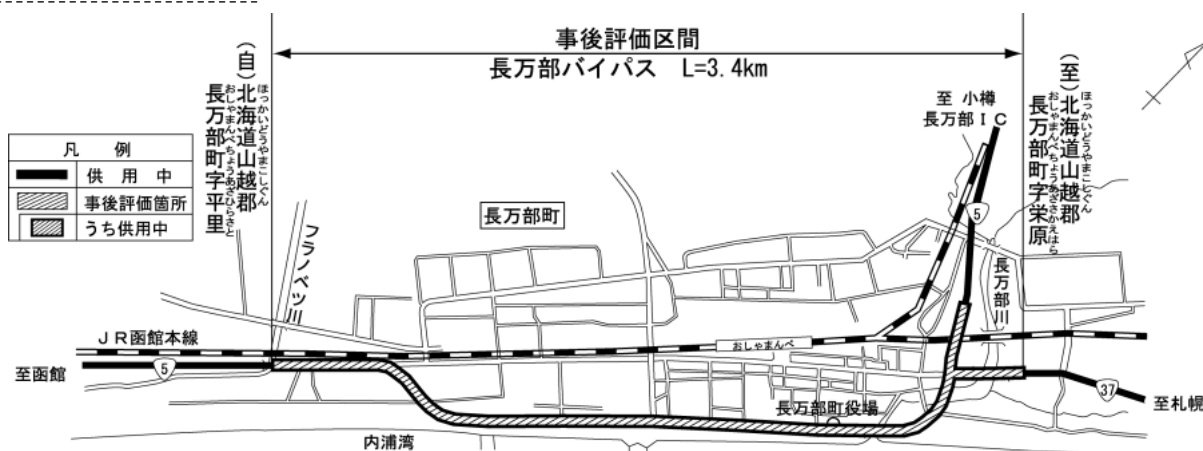 事後評価区間
長万部バイパス L=3.4km
(自)北海道山越郡
ほっかいどうやまこしぐん
長万部町字平里
おしゃまんべちょうあざひらさと
(至)北海道山越郡
ほっかいどうやまこしぐん
長万部町字栄原
おしゃまんべちょうあざさかえはら
凡 例
供 用 中
事後評価箇所
うち供用中
至 小樽
長万部IC
5
長万部町
フラノベツ川
長万部川
JR函館本線
おしゃまんべ
至函館
5
長万部町役場
37
至札幌
内浦湾